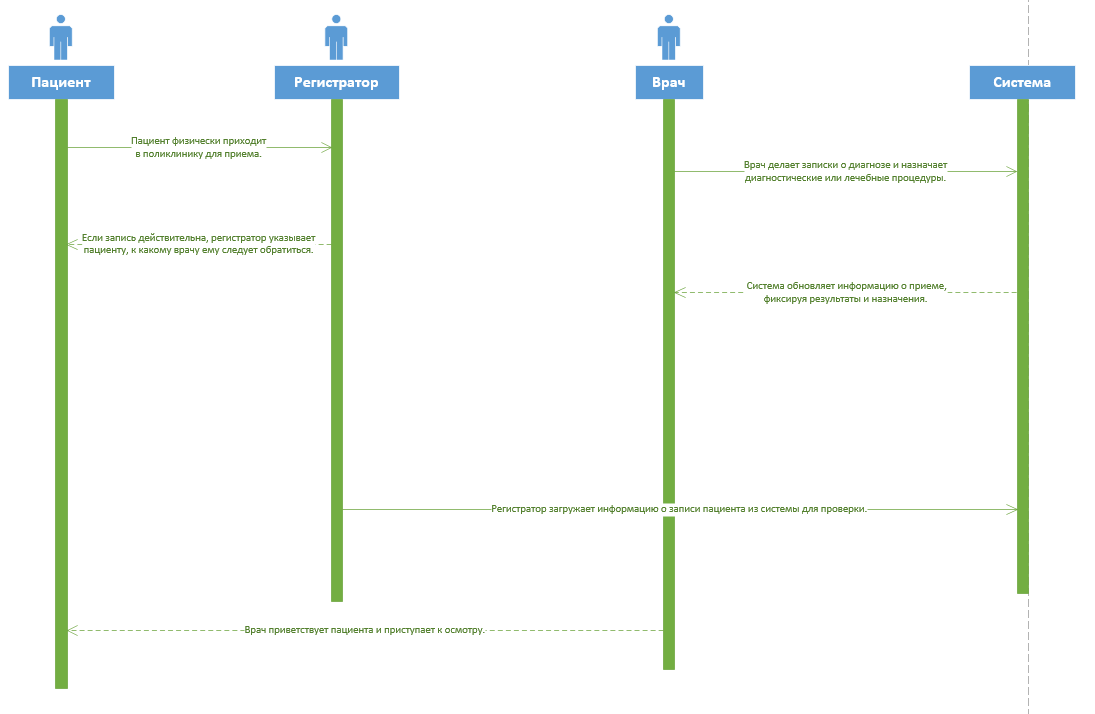 Пациент
Регистратор
Врач
Система
Пациент физически приходит
в поликлинику для приема.
Врач делает записки о диагнозе и назначает
диагностические или лечебные процедуры.
Если запись действительна, регистратор указывает
пациенту, к какому врачу ему следует обратиться.
Система обновляет информацию о приеме,
фиксируя результаты и назначения.
Регистратор загружает информацию о записи пациента из системы для проверки.
Врач приветствует пациента и приступает к осмотру.